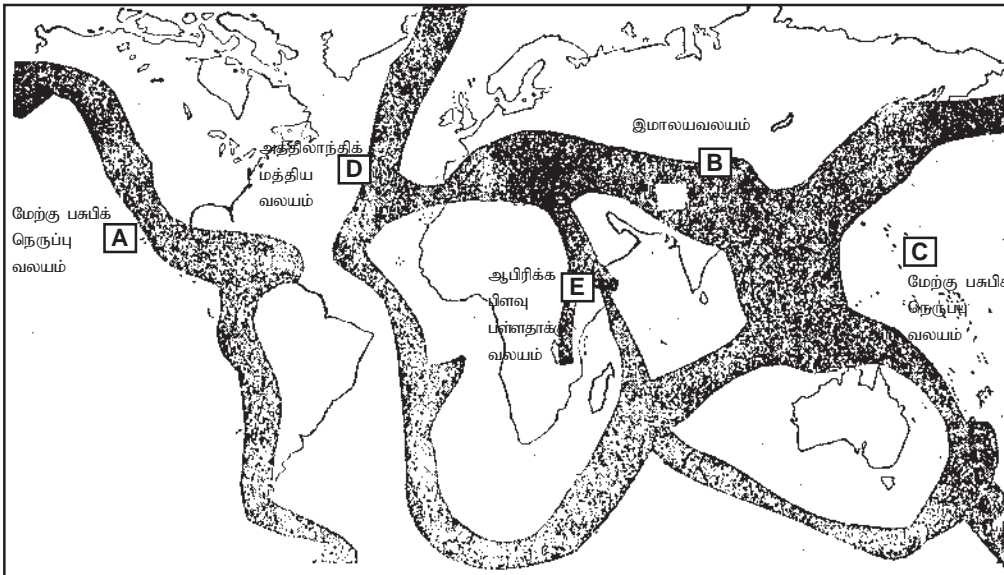 இமாலயவலயம்
B
அத்திலாந்திக்
மத்திய
வலயம்
D
மேற்கு பசுபிக்
நெருப்பு
வலயம்
A
ஆபிரிக்க
பிளவு
பள்ளதாக்கு
வலயம்
E
C
மேற்கு பசுபிக்
நெருப்பு
வலயம்